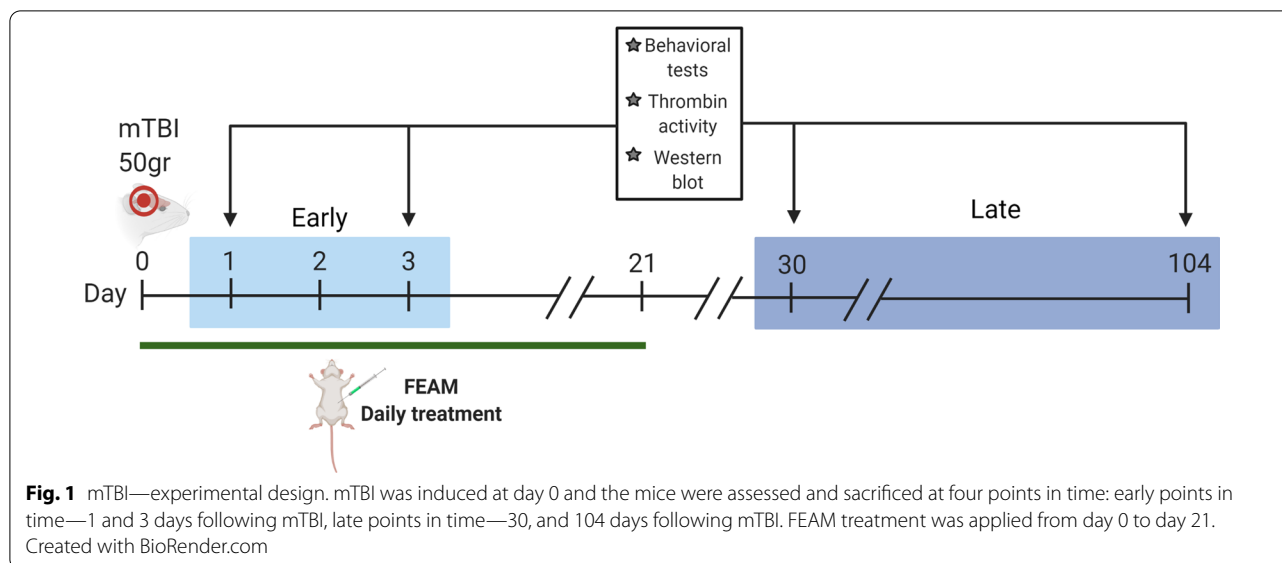 Behavioral
tests
Thrombin
activity
Western
blot
mTBI
50gr
Early
Late
0 1 2 3 21 30 104
Day
FEAM
Daily treatment
Fig. 1 mTBI—experimental design. mTBI was induced at day 0 and the mice were assessed and sacrificed at four points in time: early points in
time—1 and 3 days following mTBI, late points in time—30, and 104 days following mTBI. FEAM treatment was applied from day 0 to day 21.
Created with BioRender.com